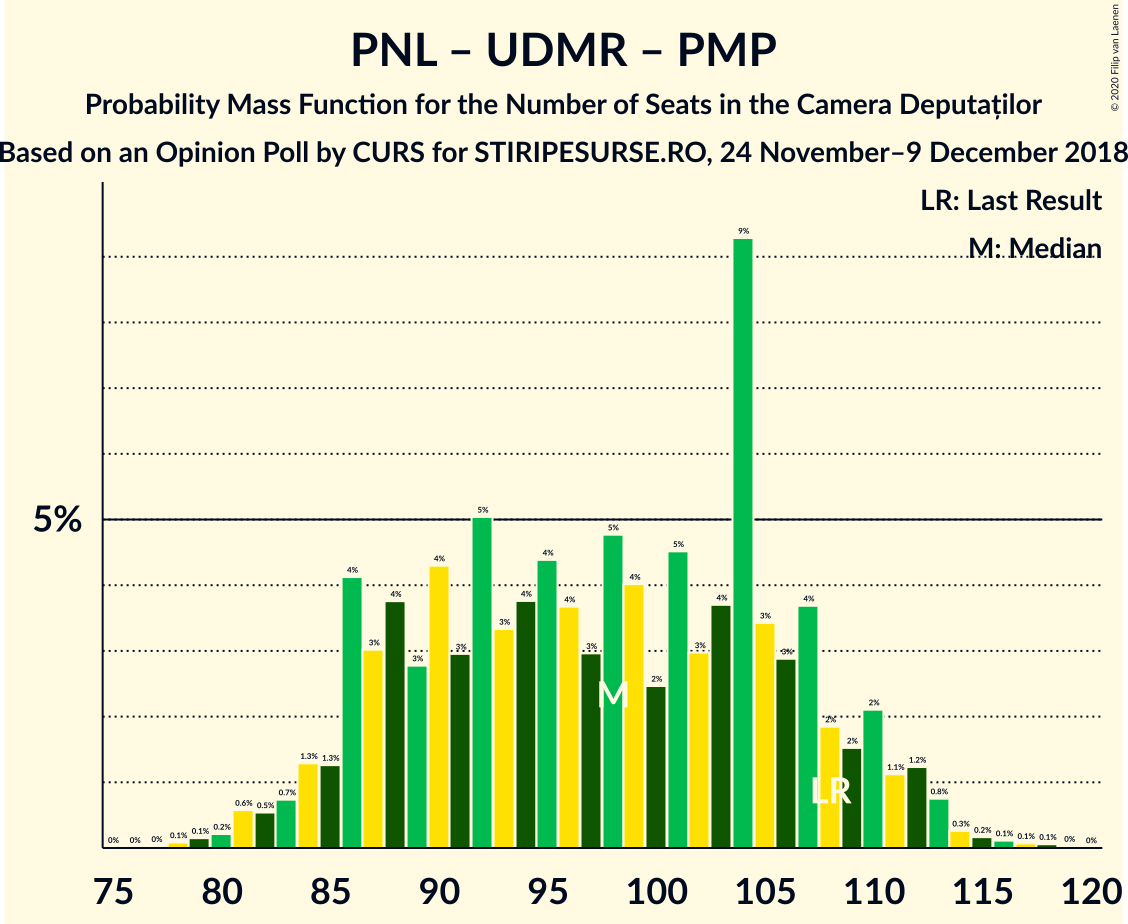 PNL – UDMR – PMP
Probability Mass Function for the Number of Seats in the Camera Deputaților
Based on an Opinion Poll by CURS for STIRIPESURSE.RO, 24 November–9 December 2018
© 2020 Filip van Laenen
LR: Last Result
M: Median
5%
0% 0% 0% 0.1% 0.1% 0.2% 0.6% 0.5% 0.7% 1.3% 1.3% 4% 3% 4% 3% 4% 3% 5% 3% 4% 4% 4% 3% 5% 4% 2% 5% 3% 4% 9% 3% 3% 4% 2% 2% 2% 1.1% 1.2% 0.8% 0.3% 0.2% 0.1% 0.1% 0.1% 0% 0%
M
LR
75 80 85 90 95 100 105 110 115 120